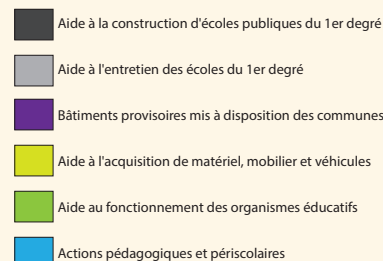 Aide à la construction d'écoles publiques du 1er degré
Aide à l'entretien des écoles du 1er degré
Bâtiments provisoires mis à disposition des communes
Aide à l'acquisition de matériel, mobilier et véhicules
Aide au fonctionnement des organismes éducatifs
Actions pédagogiques et périscolaires